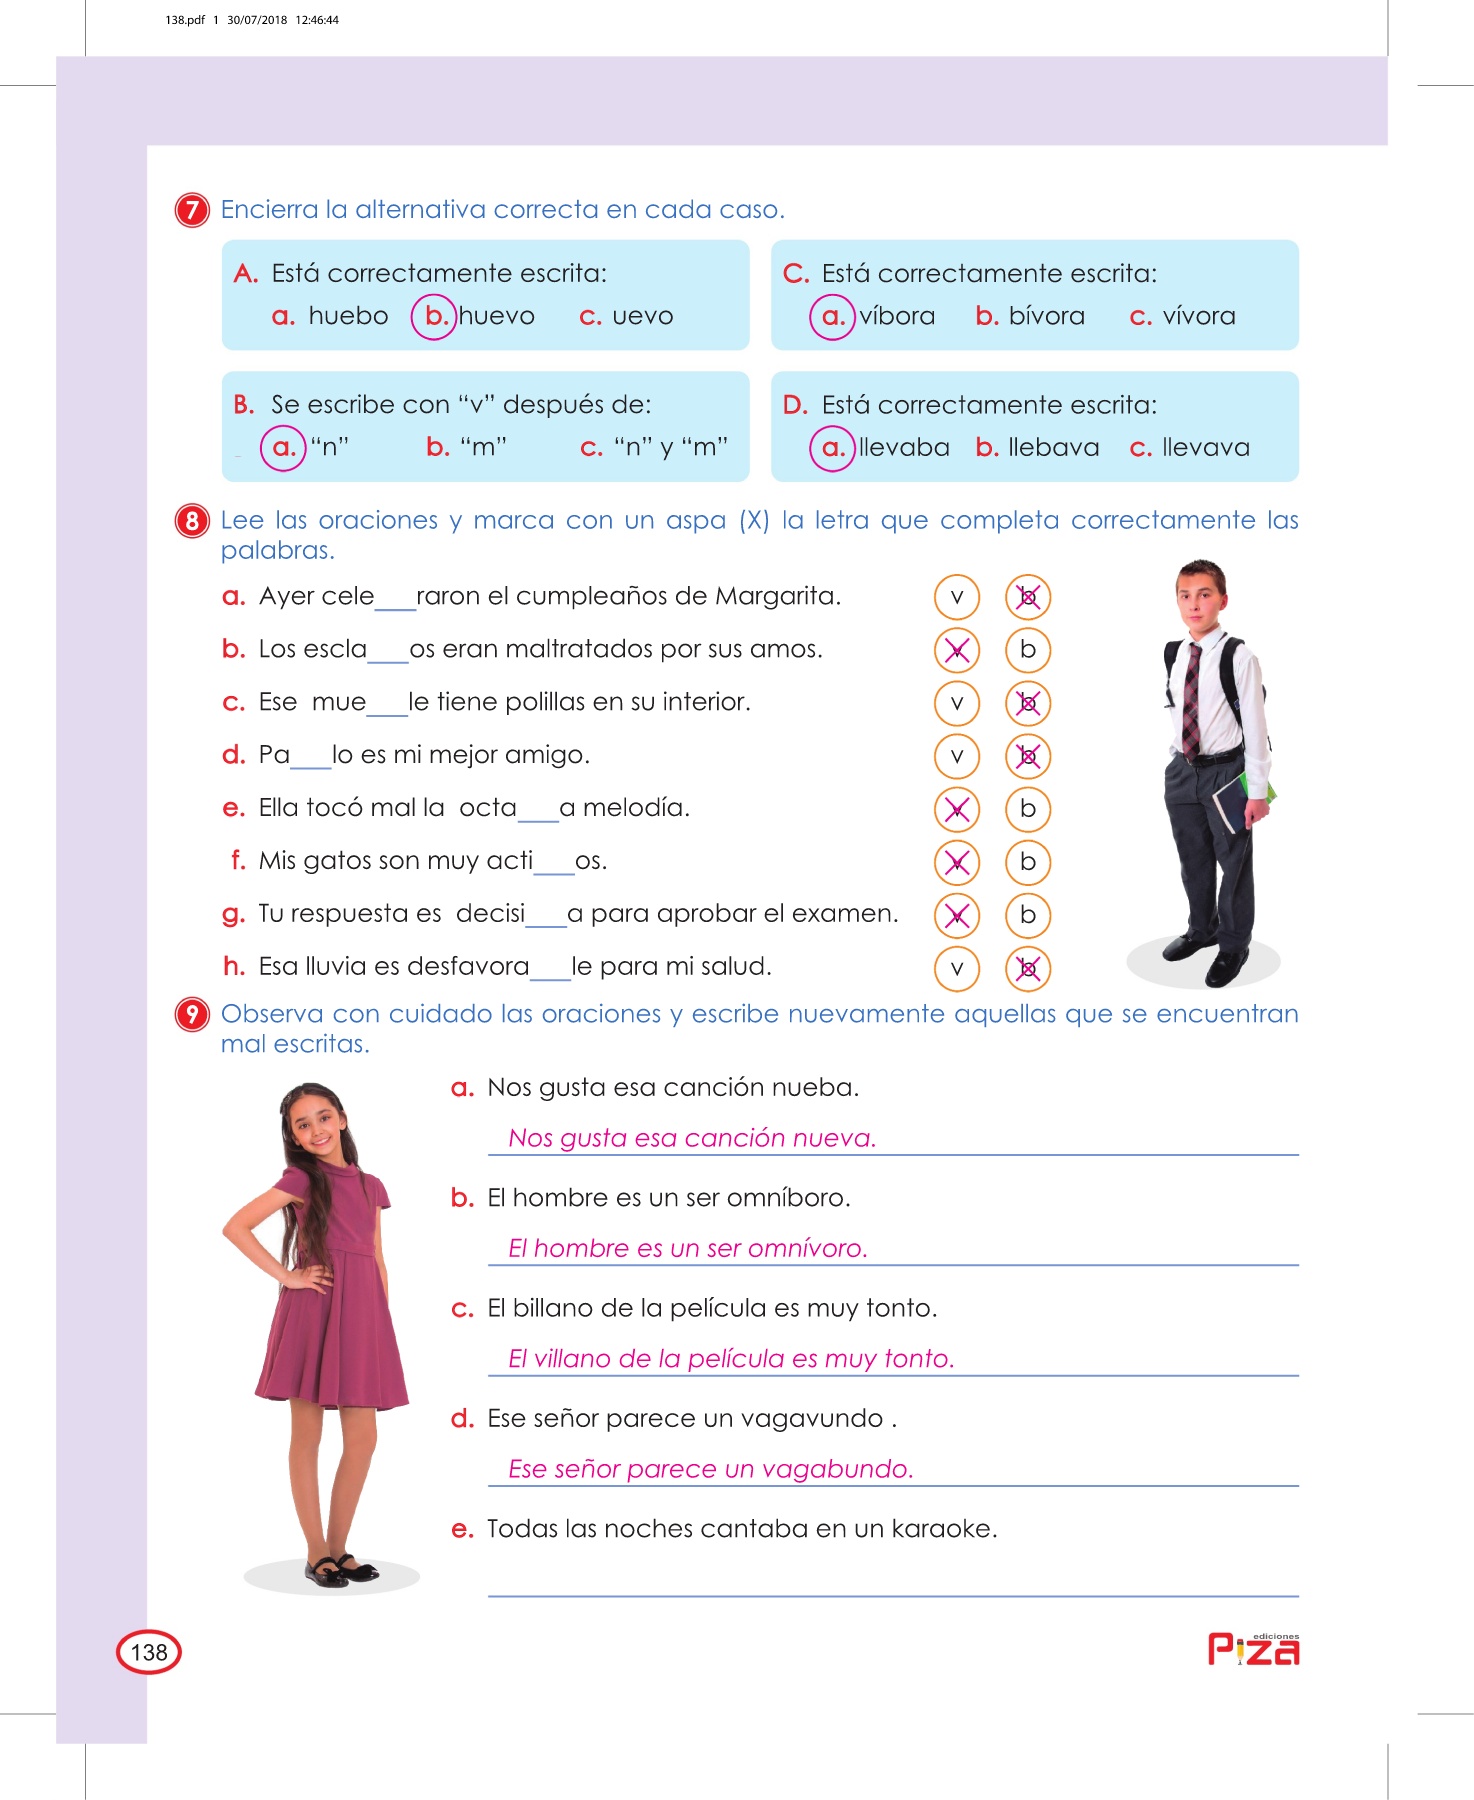 138.pdf 1 30/07/2018 12:46:44
7 Encierra la alternativa correcta en cada caso.
A. Está correctamente escrita:
a. huebo b. huevo c. uevo
C. Está correctamente escrita:
a. víbora b. bívora c. vívora
B. Se escribe con “v” después de:
a. “n” b. “m” c. “n” y “m”
D. Está correctamente escrita:
a. llevaba b. llebava c. llevava
8 Lee las oraciones y marca con un aspa (X) la letra que completa correctamente las
palabras.
a. Ayer cele___raron el cumpleaños de Margarita. v b
b. Los escla___os eran maltratados por sus amos. v b
c. Ese mue___le tiene polillas en su interior. v b
d. Pa___lo es mi mejor amigo. v b
e. Ella tocó mal la octa___a melodía. v b
f. Mis gatos son muy acti___os. v b
g. Tu respuesta es decisi___a para aprobar el examen. v b
h. Esa lluvia es desfavora___le para mi salud. v b
9 Observa con cuidado las oraciones y escribe nuevamente aquellas que se encuentran
mal escritas.
a. Nos gusta esa canción nueba.
Nos gusta esa canción nueva.
b. El hombre es un ser omníboro.
El hombre es un ser omnívoro.
c. El billano de la película es muy tonto.
El villano de la película es muy tonto.
d. Ese señor parece un vagavundo .
Ese señor parece un vagabundo.
e. Todas las noches cantaba en un karaoke.
138
ediciones
Piza